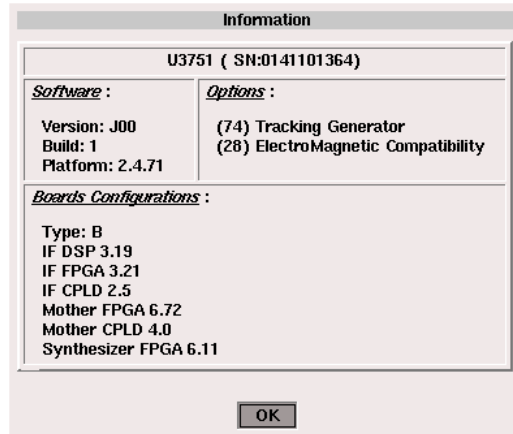 Information
U3751 ( SN:0141101364)
Software :
Version: J00
Build: 1
Platform: 2.4.71
Options :
(74) Tracking Generator
(28) ElectroMagnetic Compatibility
Boards Configurations :
Type: B
IF DSP 3.19
IF FPGA 3.21
IF CPLD 2.5
Mother FPGA 6.72
Mother CPLD 4.0
Synthesizer FPGA 6.11
OK